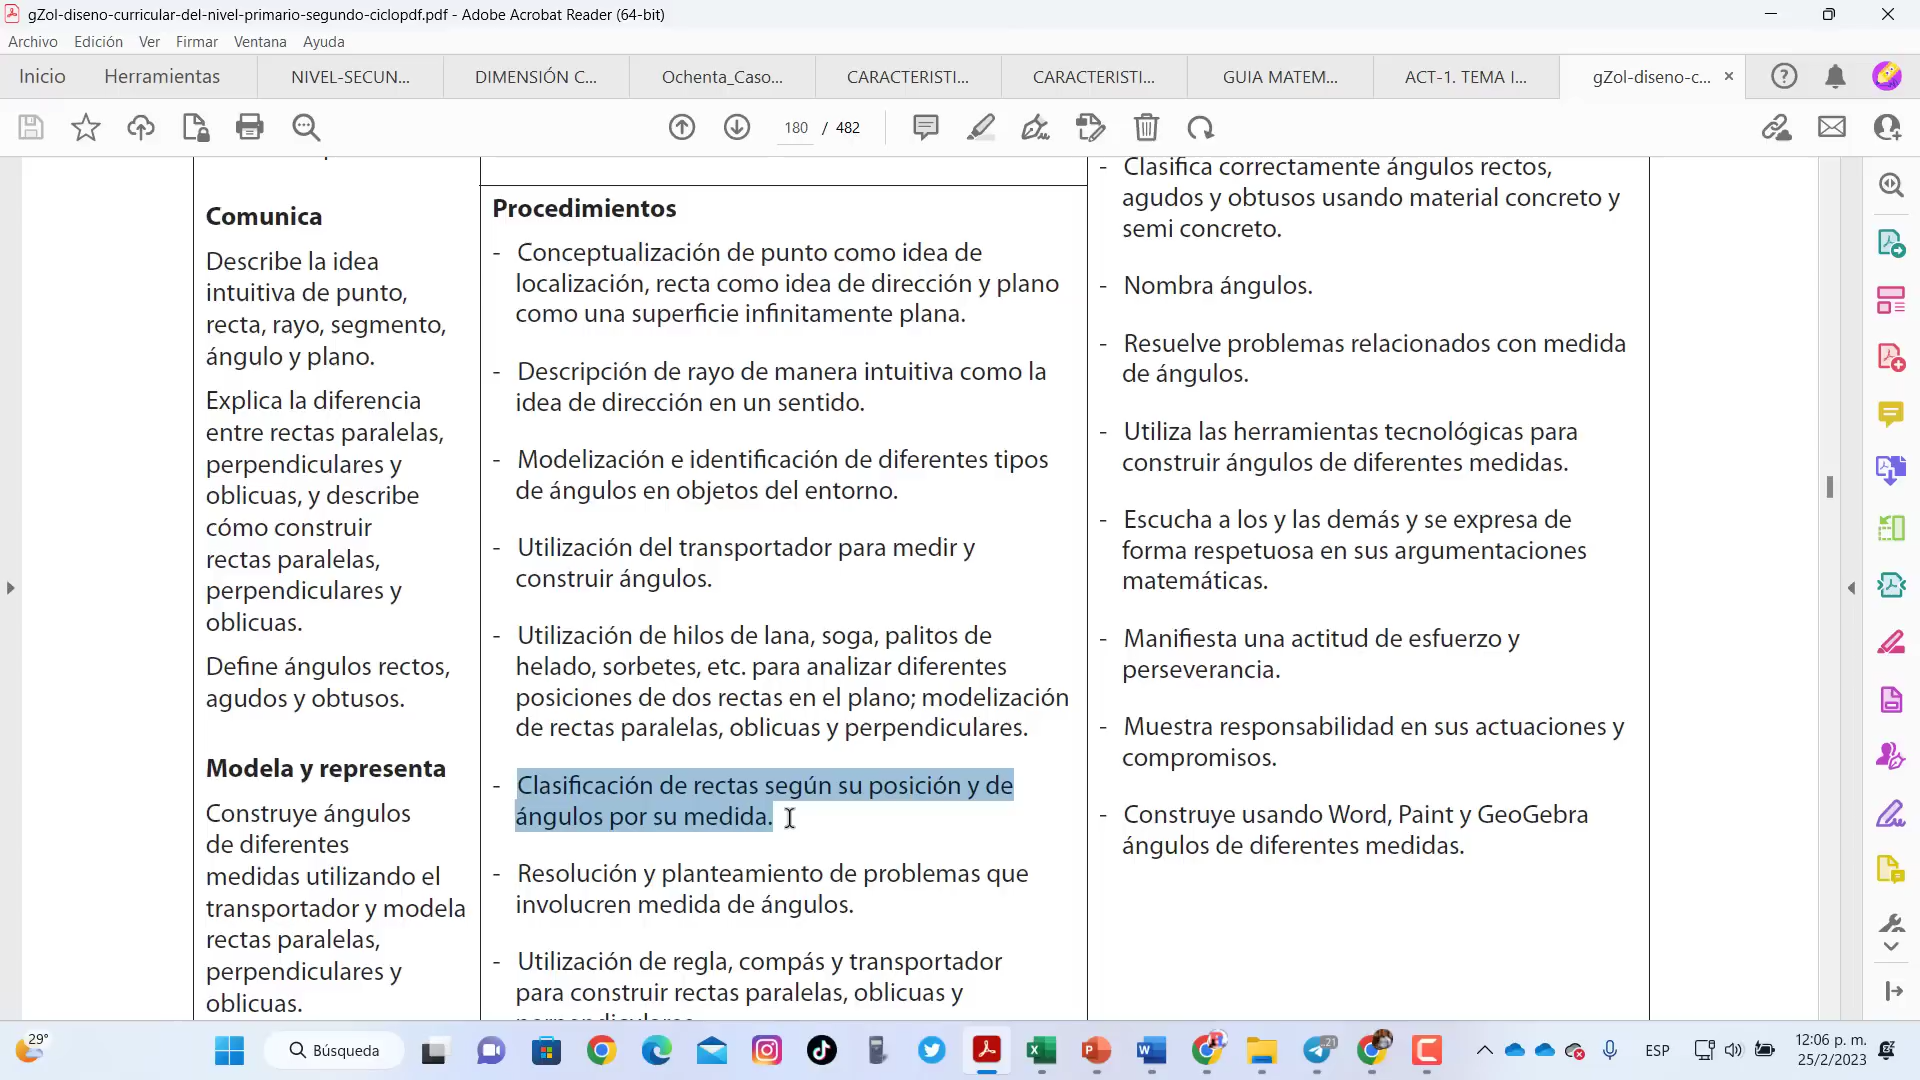 gZol-diseno-curricular-del-nivel-primario-segundo-ciclopdf.pdf - Adobe Acrobat Reader (64-bit)
Archivo Edición Ver Firmar Ventana Ayuda
Inicio Herramientas NIVEL-SECUN... DIMENSIÓN C... Ochenta_Caso... CARACTERISTI... CARACTERISTI... GUIA MATEM... ACT-1. TEMA I... gZol-diseno-c...
180 / 482
Comunica
Describe la idea
intuitiva de punto,
recta, rayo, segmento,
ángulo y plano.
Explica la diferencia
entre rectas paralelas,
perpendiculares y
oblicuas, y describe
cómo construir
rectas paralelas,
perpendiculares y
oblicuas.
Define ángulos rectos,
agudos y obtusos.
Modela y representa
Construye ángulos
de diferentes
medidas utilizando el
transportador y modela
rectas paralelas,
perpendiculares y
oblicuas.
Procedimientos
- Conceptualización de punto como idea de
localización, recta como idea de dirección y plano
como una superficie infinitamente plana.
- Descripción de rayo de manera intuitiva como la
idea de dirección en un sentido.
- Modelización e identificación de diferentes tipos
de ángulos en objetos del entorno.
- Utilización del transportador para medir y
construir ángulos.
- Utilización de hilos de lana, soga, palitos de
helado, sorbetes, etc. para analizar diferentes
posiciones de dos rectas en el plano; modelización
de rectas paralelas, oblicuas y perpendiculares.
- Clasificación de rectas según su posición y de
ángulos por su medida.
- Resolución y planteamiento de problemas que
involucren medida de ángulos.
- Utilización de regla, compás y transportador
para construir rectas paralelas, oblicuas y
- Clasifica correctamente ángulos rectos,
agudos y obtusos usando material concreto y
semi concreto.
- Nombra ángulos.
- Resuelve problemas relacionados con medida
de ángulos.
- Utiliza las herramientas tecnológicas para
construir ángulos de diferentes medidas.
- Escucha a los y las demás y se expresa de
forma respetuosa en sus argumentaciones
matemáticas.
- Manifiesta una actitud de esfuerzo y
perseverancia.
- Muestra responsabilidad en sus actuaciones y
compromisos.
- Construye usando Word, Paint y GeoGebra
ángulos de diferentes medidas.
29° Búsqueda ESP 12:06 p. m.
25/2/2023